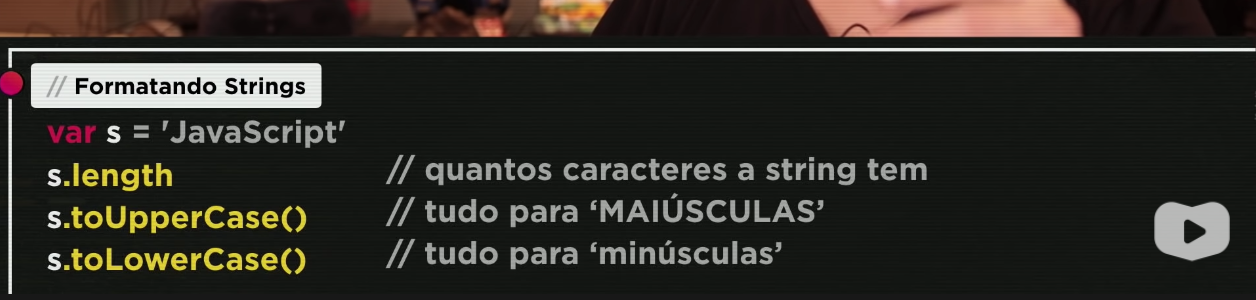 // Formatando Strings
var s = 'JavaScript'
s.length // quantos caracteres a string tem
s.toUpperCase() // tudo para ‘MAIÚSCULAS’
s.toLowerCase() // tudo para ‘minúsculas’